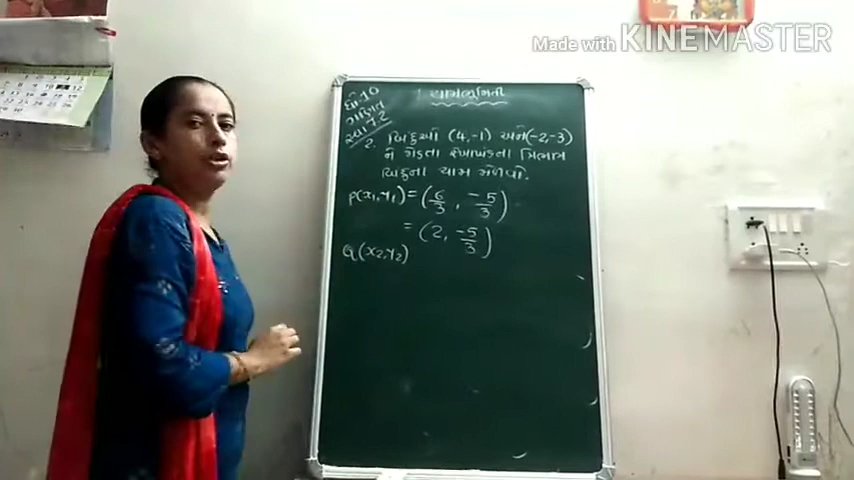 Made with KINEMASTER
ધો-10
ગણિત
સ્વા 7.2
યામભૂમિતિ
2. બિંદુઓ (4,-1) અને (-2,-3)
ને જોડતા રેખાખંડના ત્રિભાગ
બિંદુના યામ મેળવો.
P(x₁,y₁) = (6/3, -5/3)
= (2, -5/3)
Q(x₂,y₂)